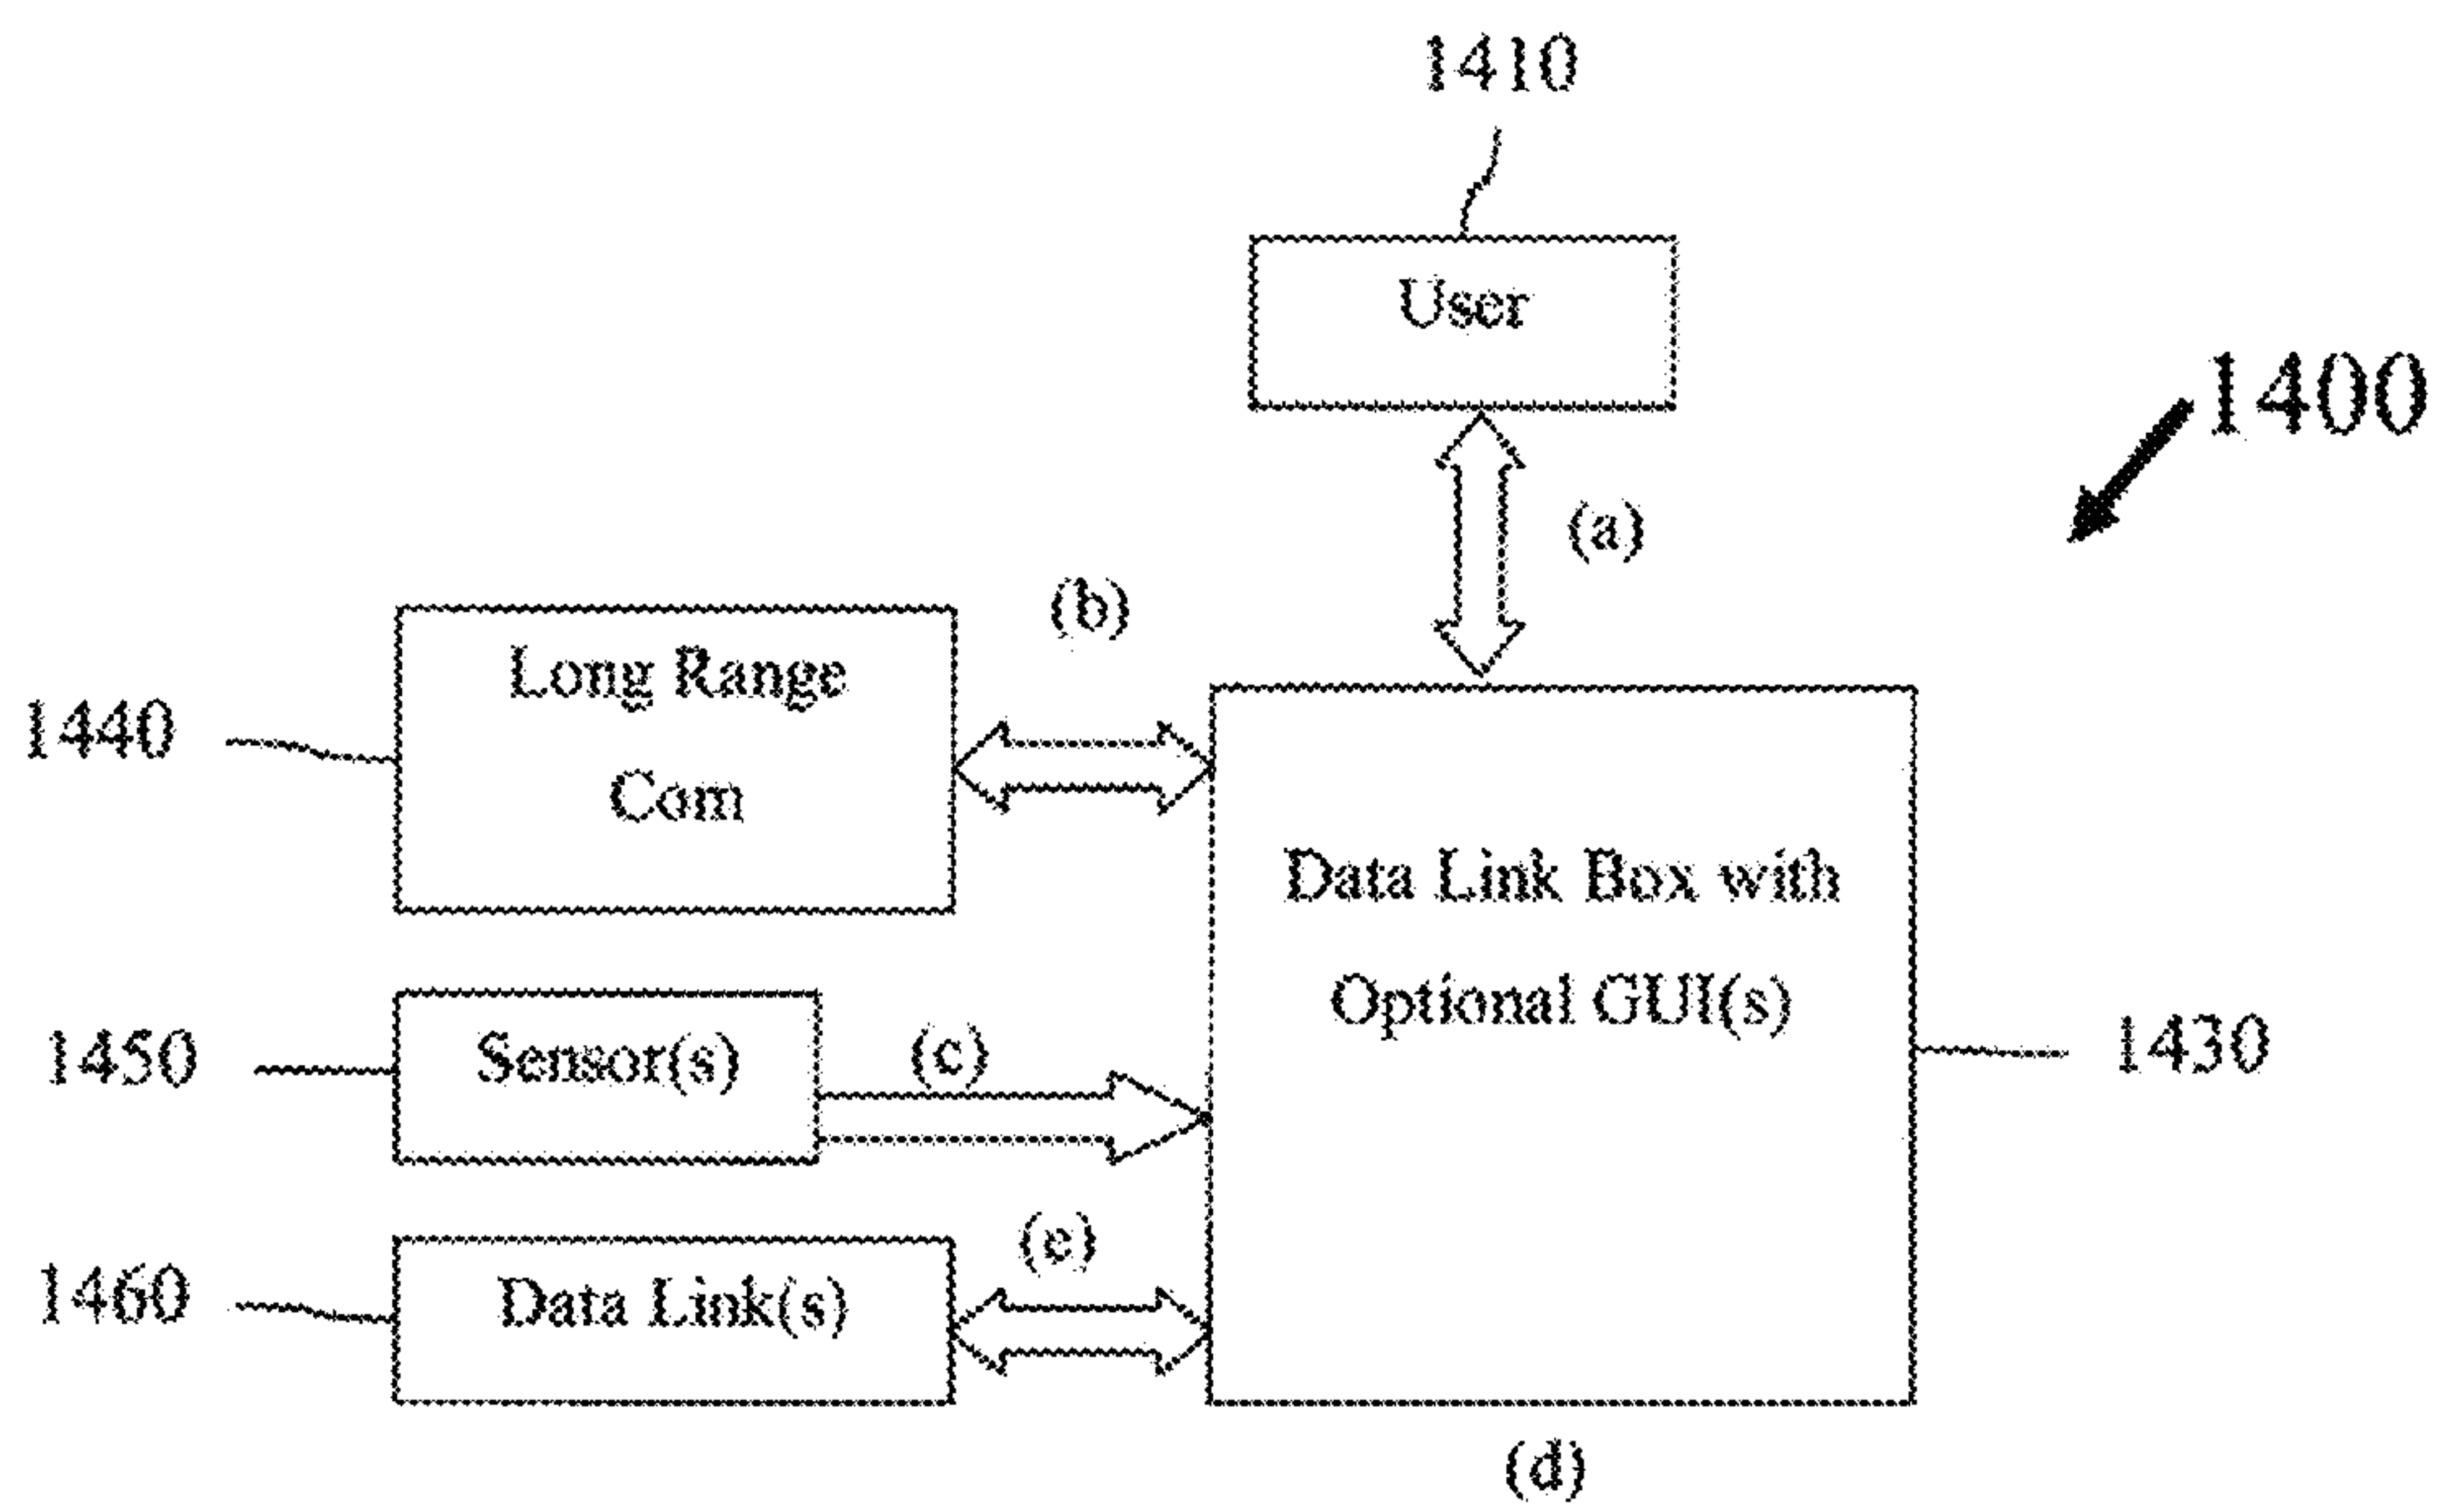 1410
User
1400
(a)
(b)
Long Range
Com
1440
Data Link Box with
Optional GUI(s)
1450
Sensor(s)
(c)
1430
(e)
1460
Data Link(s)
(d)